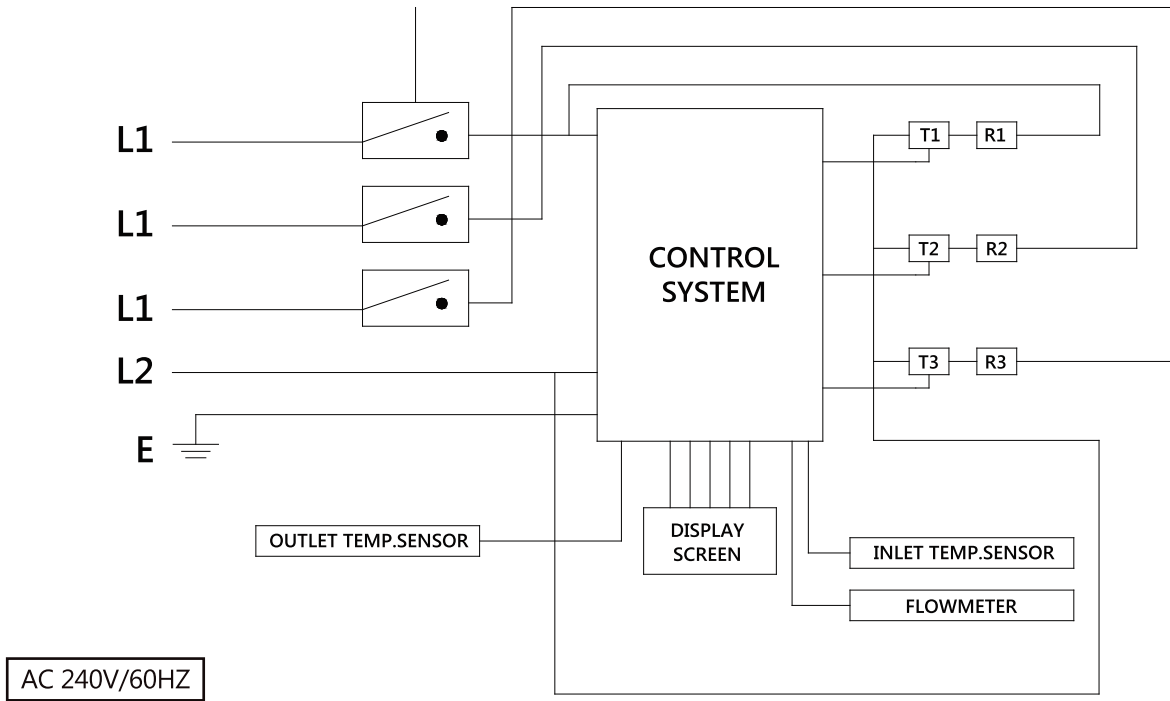 L1
T1
R1
L1
T2
R2
CONTROL
SYSTEM
L1
T3
R3
L2
E
OUTLET TEMP.SENSOR
DISPLAY
SCREEN
INLET TEMP.SENSOR
FLOWMETER
AC 240V/60HZ